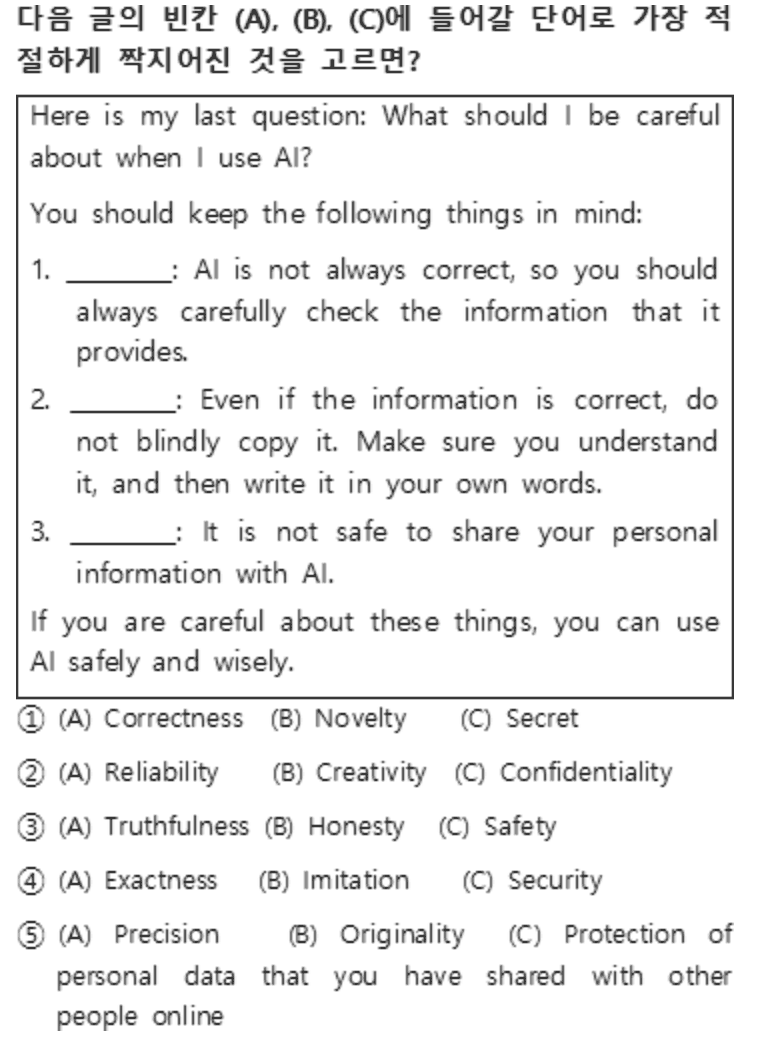 다음 글의 빈칸 (A), (B), (C)에 들어갈 단어로 가장 적
절하게 짝지어진 것을 고르면?
Here is my last question: What should I be careful
about when I use AI?
You should keep the following things in mind:
1. ________: AI is not always correct, so you should
always carefully check the information that it
provides.
2. ________: Even if the information is correct, do
not blindly copy it. Make sure you understand
it, and then write it in your own words.
3. ________: It is not safe to share your personal
information with AI.
If you are careful about these things, you can use
AI safely and wisely.
① (A) Correctness (B) Novelty (C) Secret
② (A) Reliability (B) Creativity (C) Confidentiality
③ (A) Truthfulness (B) Honesty (C) Safety
④ (A) Exactness (B) Imitation (C) Security
⑤ (A) Precision (B) Originality (C) Protection of
personal data that you have shared with other
people online